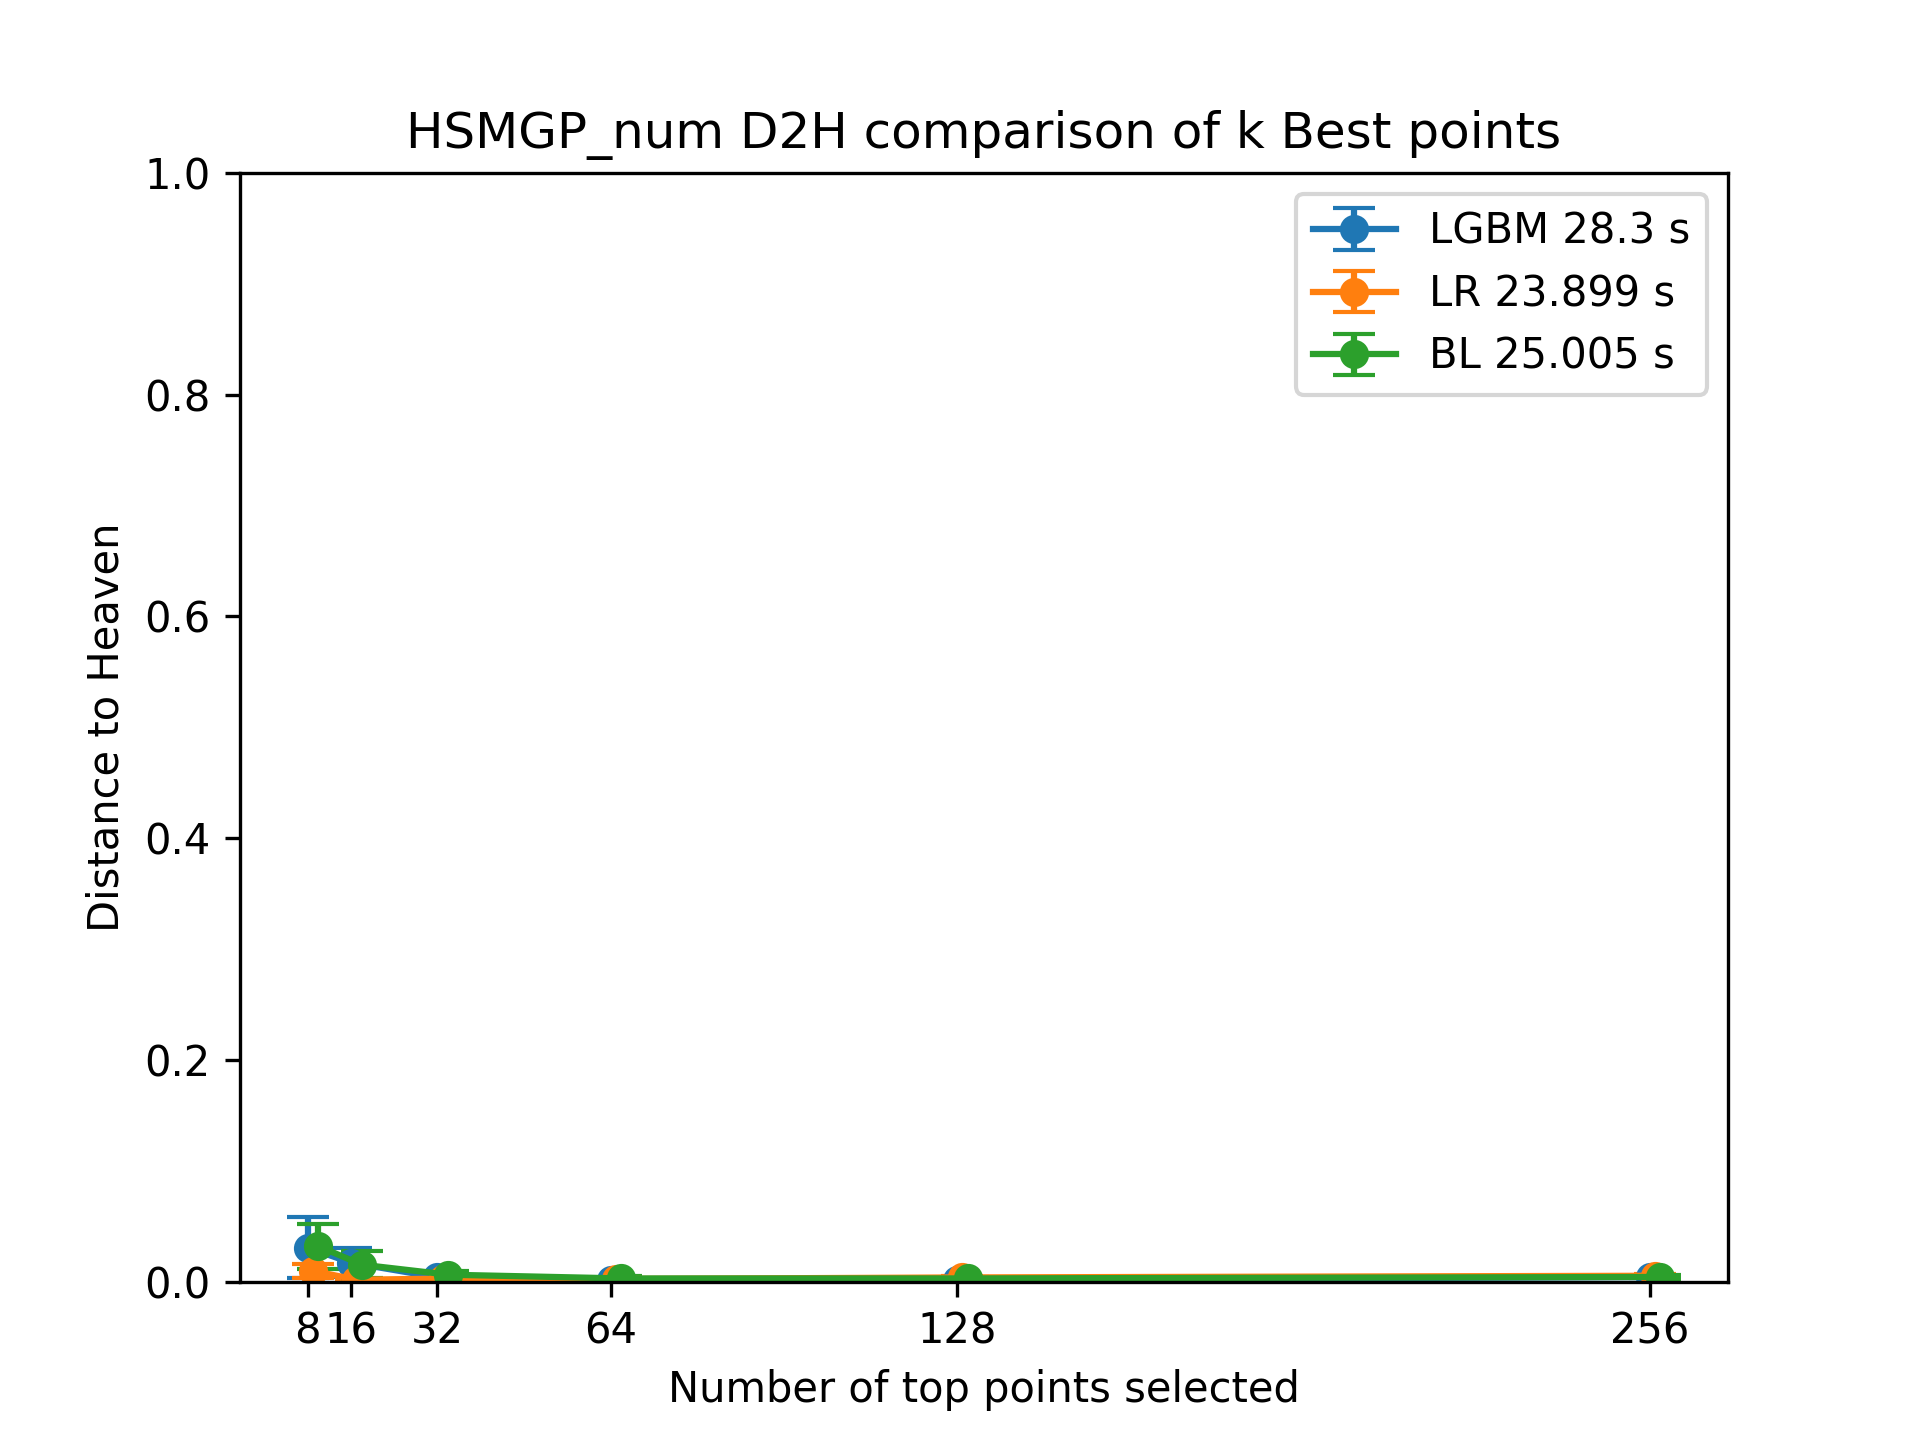 HSMGP_num D2H comparison of k Best points
1.0
0.8
0.6
0.4
0.2
0.0
Distance to Heaven
LGBM 28.3 s
LR 23.899 s
BL 25.005 s
8 16 32 64 128 256
Number of top points selected